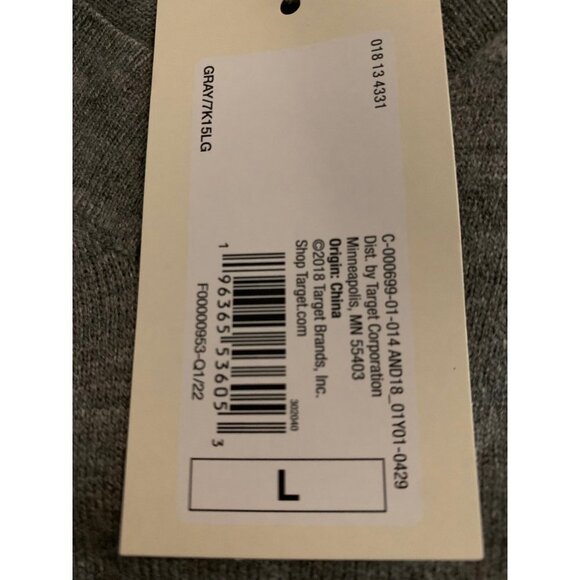 018 13 4331
GRAY/7K15LG
C-000699-01-014 AND18_01Y01-0429
Dist. by Target Corporation
Minneapolis, MN 55403
Origin: China
©2018 Target Brands, Inc.
Shop Target.com
302040
1 96365 53605 3
F00000953-Q1/22
L